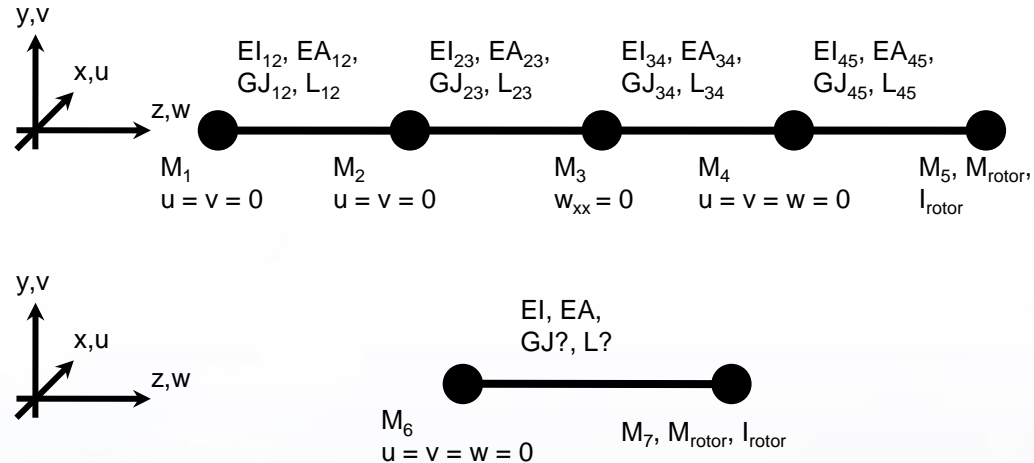 y,v
x,u
z,w
EI12, EA12,
GJ12, L12
EI23, EA23,
GJ23, L23
EI34, EA34,
GJ34, L34
EI45, EA45,
GJ45, L45
M1
u = v = 0
M2
u = v = 0
M3
wxx = 0
M4
u = v = w = 0
M5, Mrotor,
Irotor
y,v
x,u
z,w
EI, EA,
GJ?, L?
M6
u = v = w = 0
M7, Mrotor, Irotor